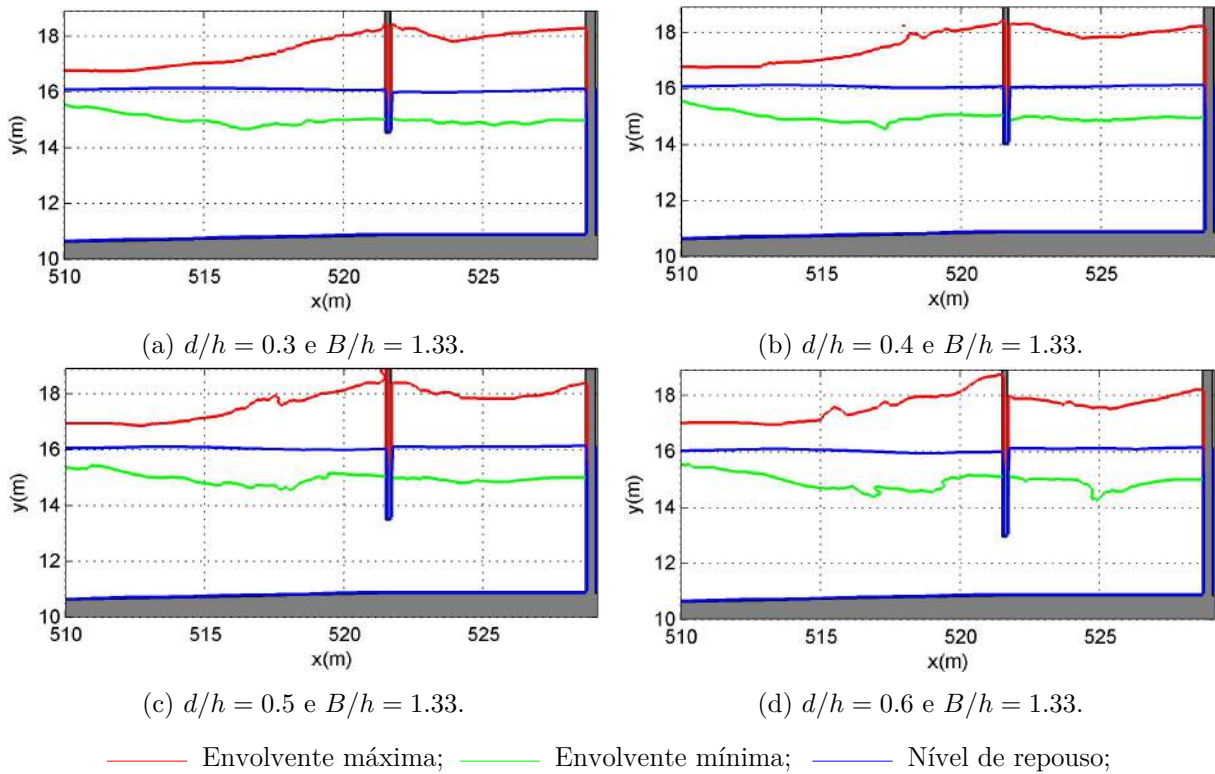 18
16
14
12
10
y(m)
510
515
520
525
x(m)
(a) d/h = 0.3 e B/h = 1.33.
18
16
14
12
10
y(m)
510
515
520
525
x(m)
(b) d/h = 0.4 e B/h = 1.33.
18
16
14
12
10
y(m)
510
515
520
525
x(m)
(c) d/h = 0.5 e B/h = 1.33.
18
16
14
12
10
y(m)
510
515
520
525
x(m)
(d) d/h = 0.6 e B/h = 1.33.
Envolvente máxima; Envolvente mínima; Nível de repouso;